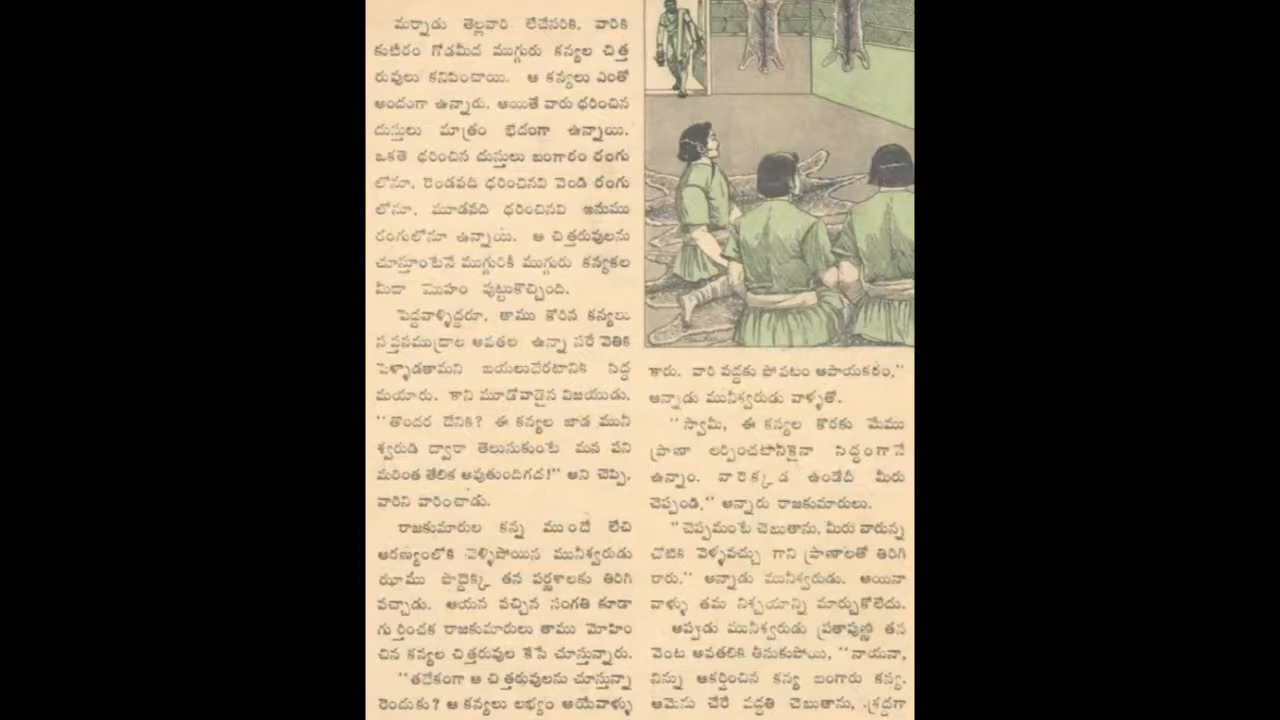 మర్నాడు తెల్లవారి లేచేసరికి, వారికి
కుటీరం గోడమీద ముగ్గురు కన్యల చిత్త
రువులు కనిపించాయి. ఆ కన్యలు ఎంతో
అందంగా ఉన్నారు. అయితే వారు ధరించిన
దుస్తులు మాత్రం భేదంగా ఉన్నాయి.
ఒకతె ధరించిన దుస్తులు బంగారం రంగు
లోనూ, రెండవది ధరించినవి వెండి రంగు
లోనూ, మూడవది ధరించినవి ఇనుము
రంగులోనూ ఉన్నాయి. ఆ చిత్తరువులను
చూస్తూంటేనే ముగ్గురికీ ముగ్గురు కన్యకల
మీదా మోహం పుట్టుకొచ్చింది.
పెద్దవాళ్ళిద్దరూ, తాము కోరిన కన్యలు
సప్తసముద్రాల అవతల ఉన్నా సరే వెతికి
పెళ్ళాడతామని బయలుదేరటానికి సిద్ధ
మయారు. కాని మూడోవాడైన విజయుడు,
"తొందర దేనికి? ఈ కన్యల జాడ మునీ
శ్వరుడి ద్వారా తెలుసుకుంటే మన పని
మరింత తేలిక అవుతుందిగద!" అని చెప్పి,
వారిని వారించాడు.
రాజకుమారుల కన్న ముందే లేచి
అరణ్యంలోకి వెళ్ళిపోయిన మునీశ్వరుడు
ఝాము పొద్దెక్కి తన పర్ణశాలకు తిరిగి
వచ్చాడు. ఆయన వచ్చిన సంగతి కూడా
గుర్తించక రాజకుమారులు తాము మోహిం
చిన కన్యల చిత్తరువుల కేసే చూస్తున్నారు.
"తదేకంగా ఆ చిత్తరువులను చూస్తున్నా
రెందుకు? ఆ కన్యలు లభ్యం అయేవాళ్ళు
కారు. వారి వద్దకు పోవటం అపాయకరం,"
అన్నాడు మునీశ్వరుడు వాళ్ళతో.
"స్వామీ, ఈ కన్యల కొరకు మేము
ప్రాణా లర్పించటానికైనా సిద్ధంగానే
ఉన్నాం. వారెక్కడ ఉండేదీ మీరు
చెప్పండి," అన్నారు రాజకుమారులు.
"చెప్పమంటే చెబుతాను, మీరు వారున్న
చోటికి వెళ్ళవచ్చు గాని ప్రాణాలతో తిరిగి
రారు," అన్నాడు మునీశ్వరుడు. అయినా
వాళ్ళు తమ నిశ్చయాన్ని మార్చుకోలేదు.
అప్పుడు మునీశ్వరుడు ప్రతాపుణ్ణి తన
వెంట అవతలికి తీసుకుపోయి, "నాయనా,
నిన్ను ఆకర్షించిన కన్య బంగారు కన్య.
ఆమెను చేరే పద్ధతి చెబుతాను, శ్రద్ధగా